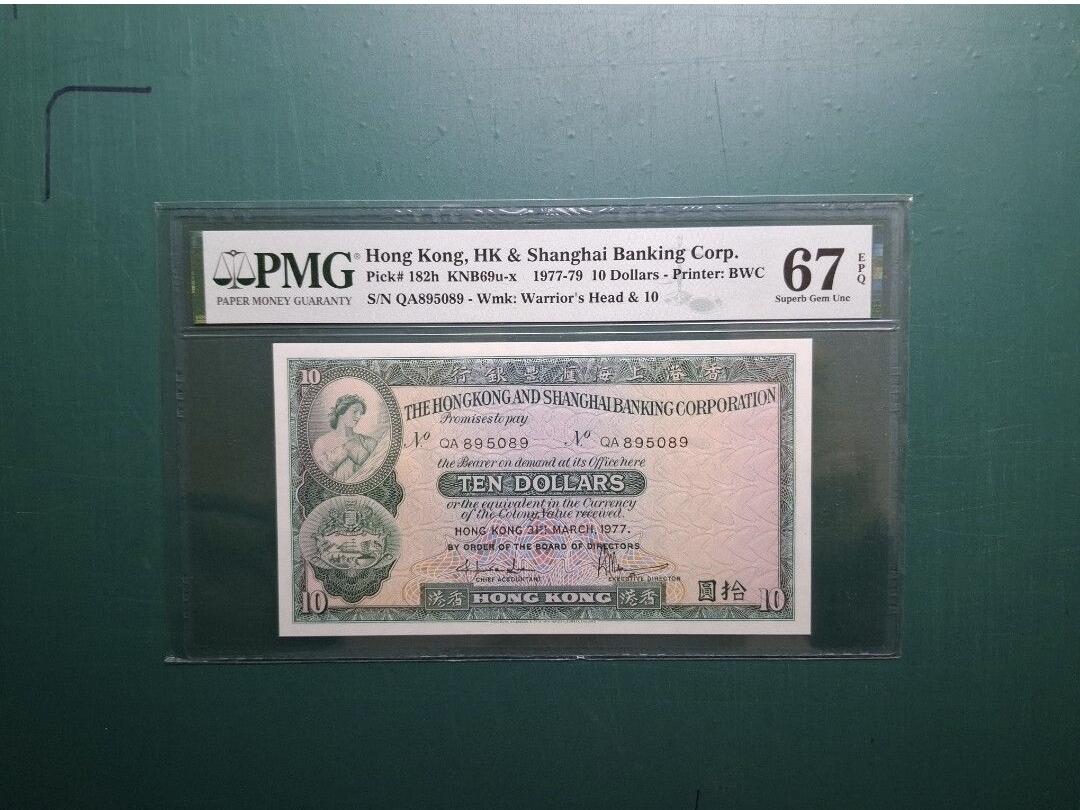 PMG®
PAPER MONEY GUARANTY
Hong Kong, HK & Shanghai Banking Corp.
Pick# 182h KNB69u-x 1977-79 10 Dollars - Printer: BWC
S/N QA895089 - Wmk: Warrior's Head & 10
67
EPQ
Superb Gem Unc
10
行銀豐滙海上港香
THE HONGKONG AND SHANGHAI BANKING CORPORATION
Promises to pay
Nº QA 895089 Nº QA 895089
the Bearer on demand at its Office here
TEN DOLLARS
or the equivalent in the Currency
of the Colony Value received.
HONG KONG 31ST MARCH, 1977.
BY ORDER OF THE BOARD OF DIRECTORS
CHIEF ACCOUNTANT EXECUTIVE DIRECTOR
10 港香 HONG KONG 港香 圓拾 10